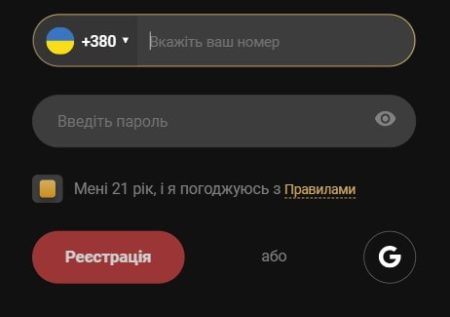 +380 Вкажіть ваш номер
Введіть пароль
Мені 21 рік, і я погоджуюсь з Правилами
Реєстрація або G